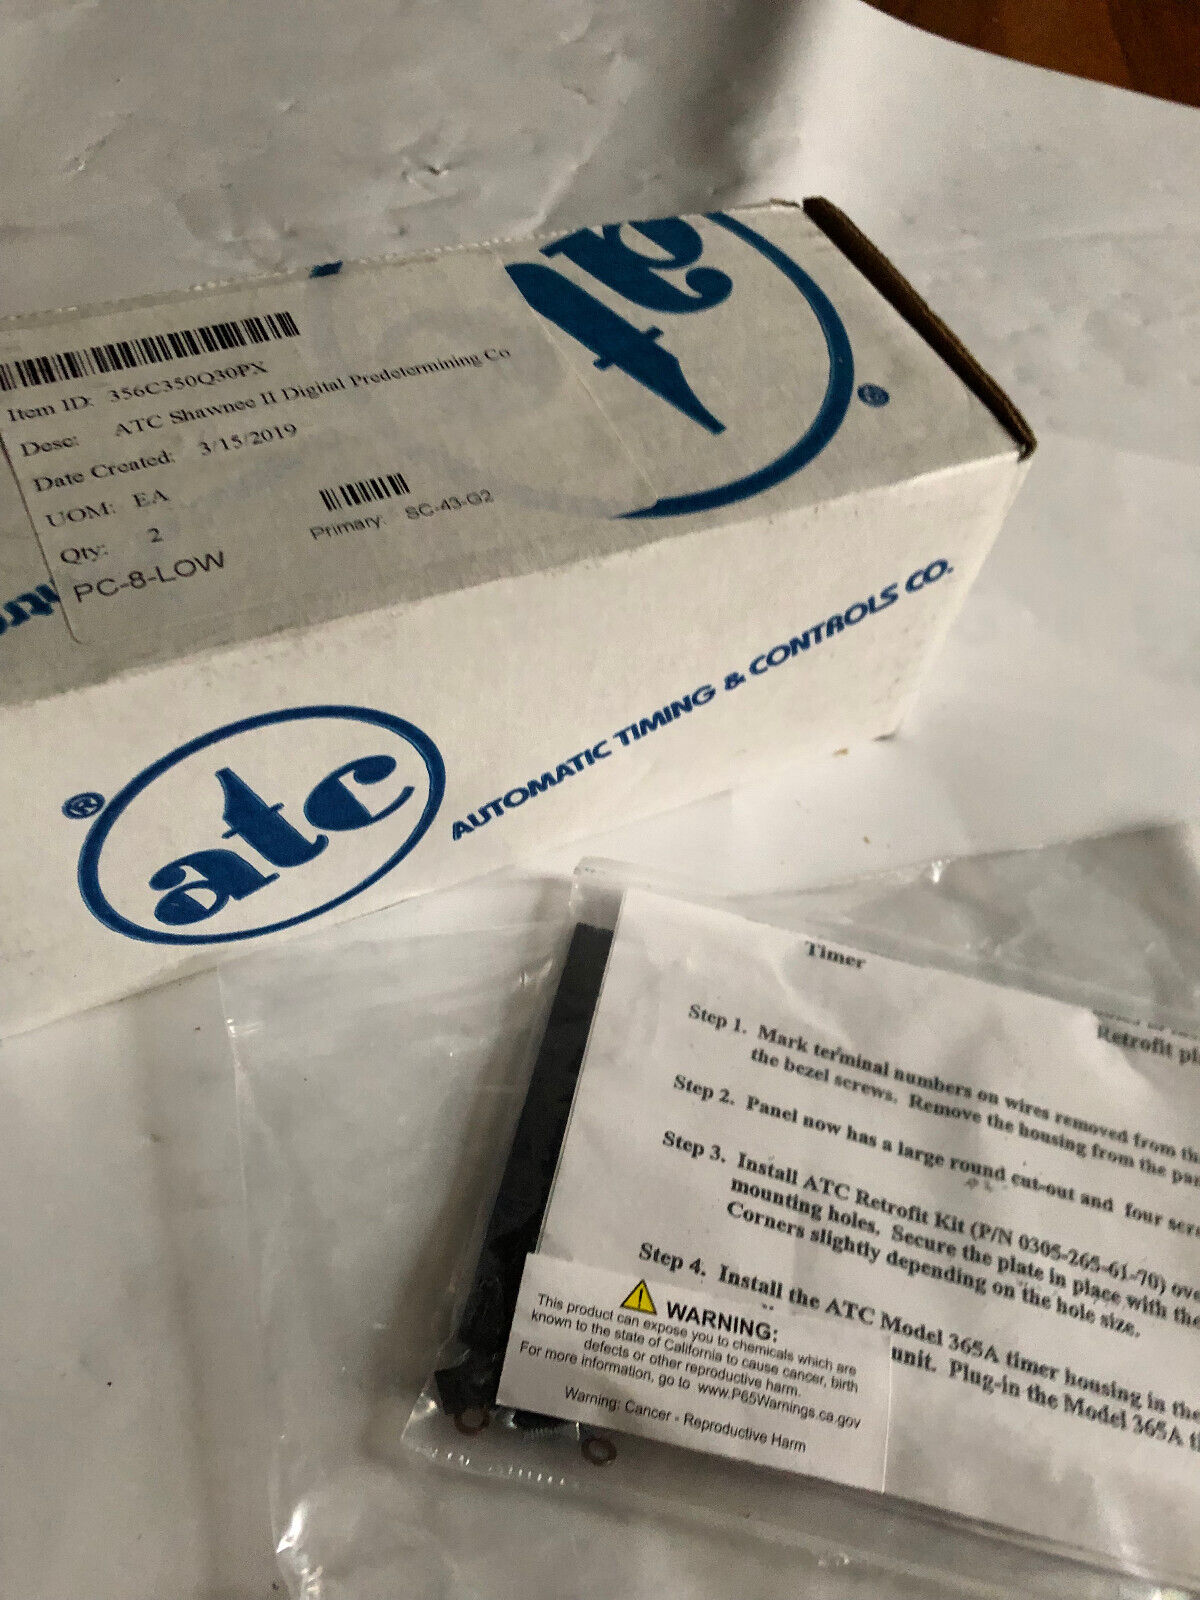 atc
®
Item ID: 356C350Q30PX
Desc: ATC Shawnee II Digital Predetermining Co
Date Created: 3/15/2019
UOM: EA
Qty: 2
Primary: SC-43-G2
PC-8-LOW
® atc
AUTOMATIC TIMING & CONTROLS CO.
Timer
Retrofit pl
Step 1. Mark terminal numbers on wires removed from th
the bezel screws. Remove the housing from the pan
Step 2. Panel now has a large round cut-out and four scre
Step 3. Install ATC Retrofit Kit (P/N 0305-265-61-70) ove
mounting holes. Secure the plate in place with the
Corners slightly depending on the hole size.
Step 4. Install the ATC Model 365A timer housing in the
unit. Plug-in the Model 365A ti
WARNING:
This product can expose you to chemicals which are
known to the state of California to cause cancer, birth
defects or other reproductive harm.
For more information, go to www.P65Warnings.ca.gov
Warning: Cancer - Reproductive Harm